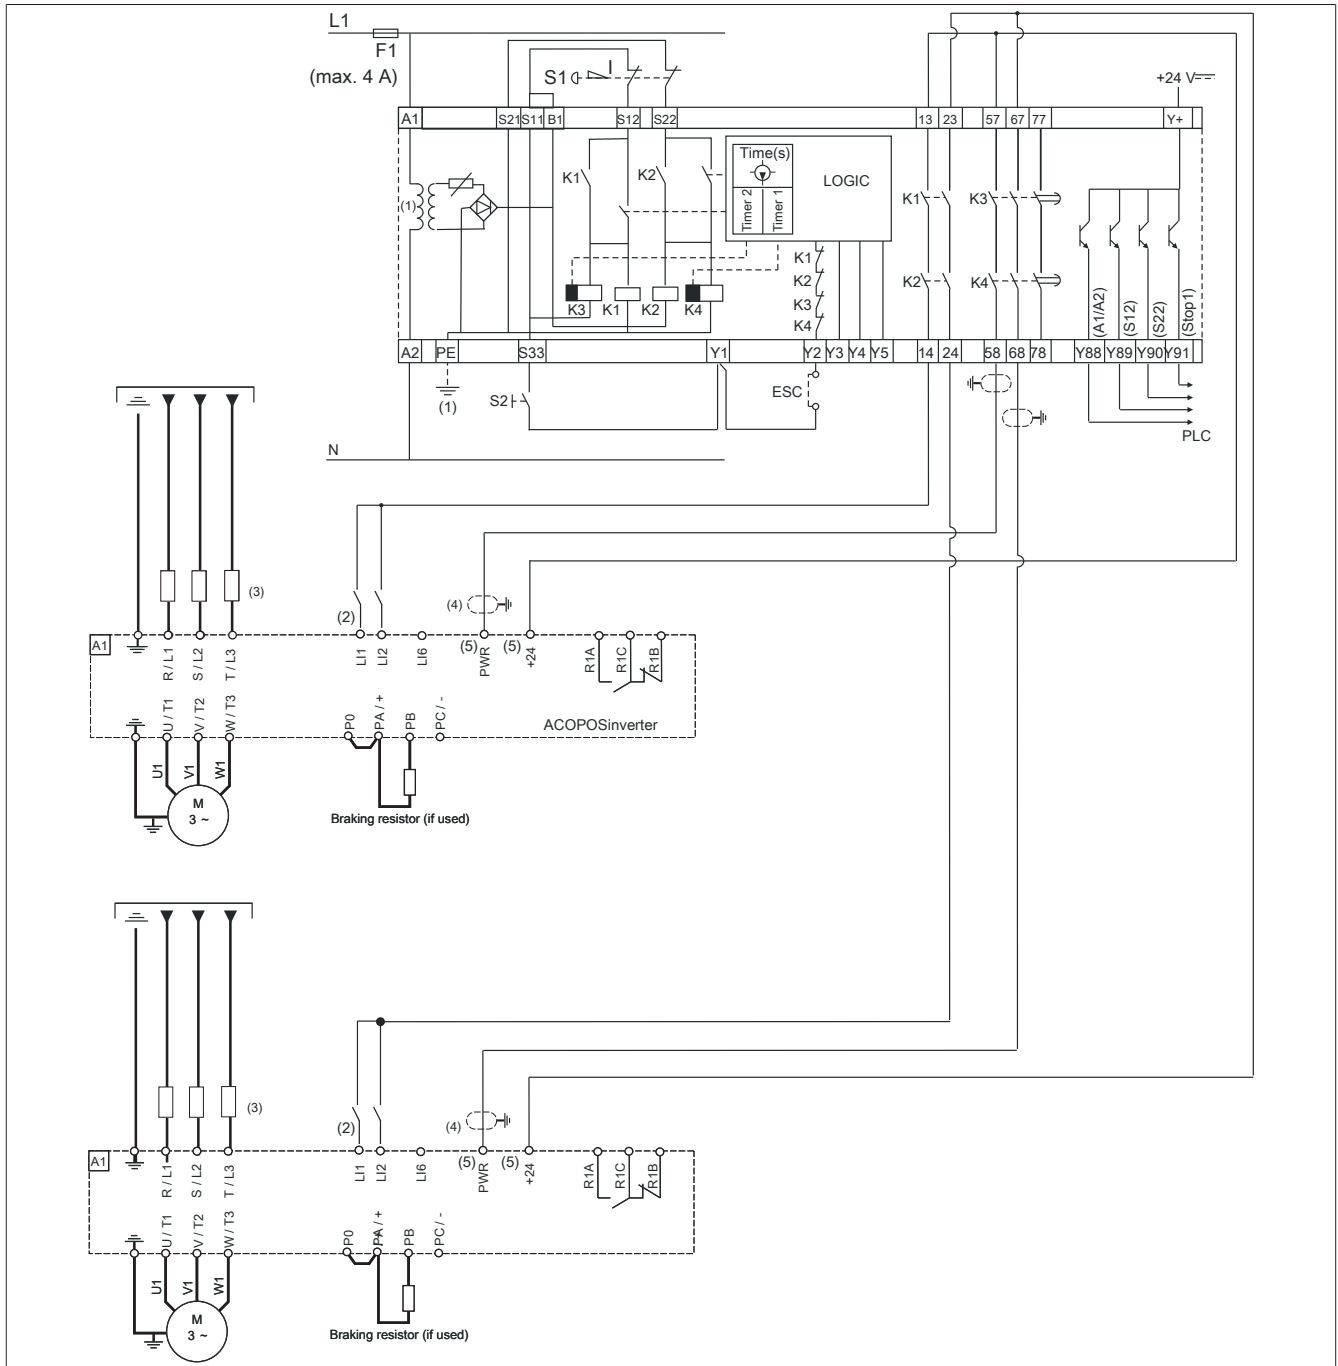 L1
F1
(max. 4 A)
S1
I
+24 V
A1
S21 S11 B1 S12 S22 13 23 57 67 77 Y+
Time(s)
Timer 2
Timer 1
LOGIC
(1)
K1
K2
K1
K3
K1
K2
K3
K4
K2
K4
K3 K1 K2 K4
(A1/A2)
(S12)
(S22)
(Stop1)
A2 PE S33 Y1 Y2 Y3 Y4 Y5 14 24 58 68 78 Y88 Y89 Y90 Y91
(1)
S2
ESC
PLC
N
(3)
(2)
(4)
(5)
(5)
A1
R / L1
S / L2
T / L3
LI1
LI2
LI6
PWR
+24
R1A
R1C
R1B
U / T1
V / T2
W / T3
P0
PA / +
PB
PC / -
ACOPOSinverter
U1
V1
W1
M
3 ~
Braking resistor (if used)
(3)
(2)
(4)
(5)
(5)
A1
R / L1
S / L2
T / L3
LI1
LI2
LI6
PWR
+24
R1A
R1C
R1B
U / T1
V / T2
W / T3
P0
PA / +
PB
PC / -
U1
V1
W1
M
3 ~
Braking resistor (if used)